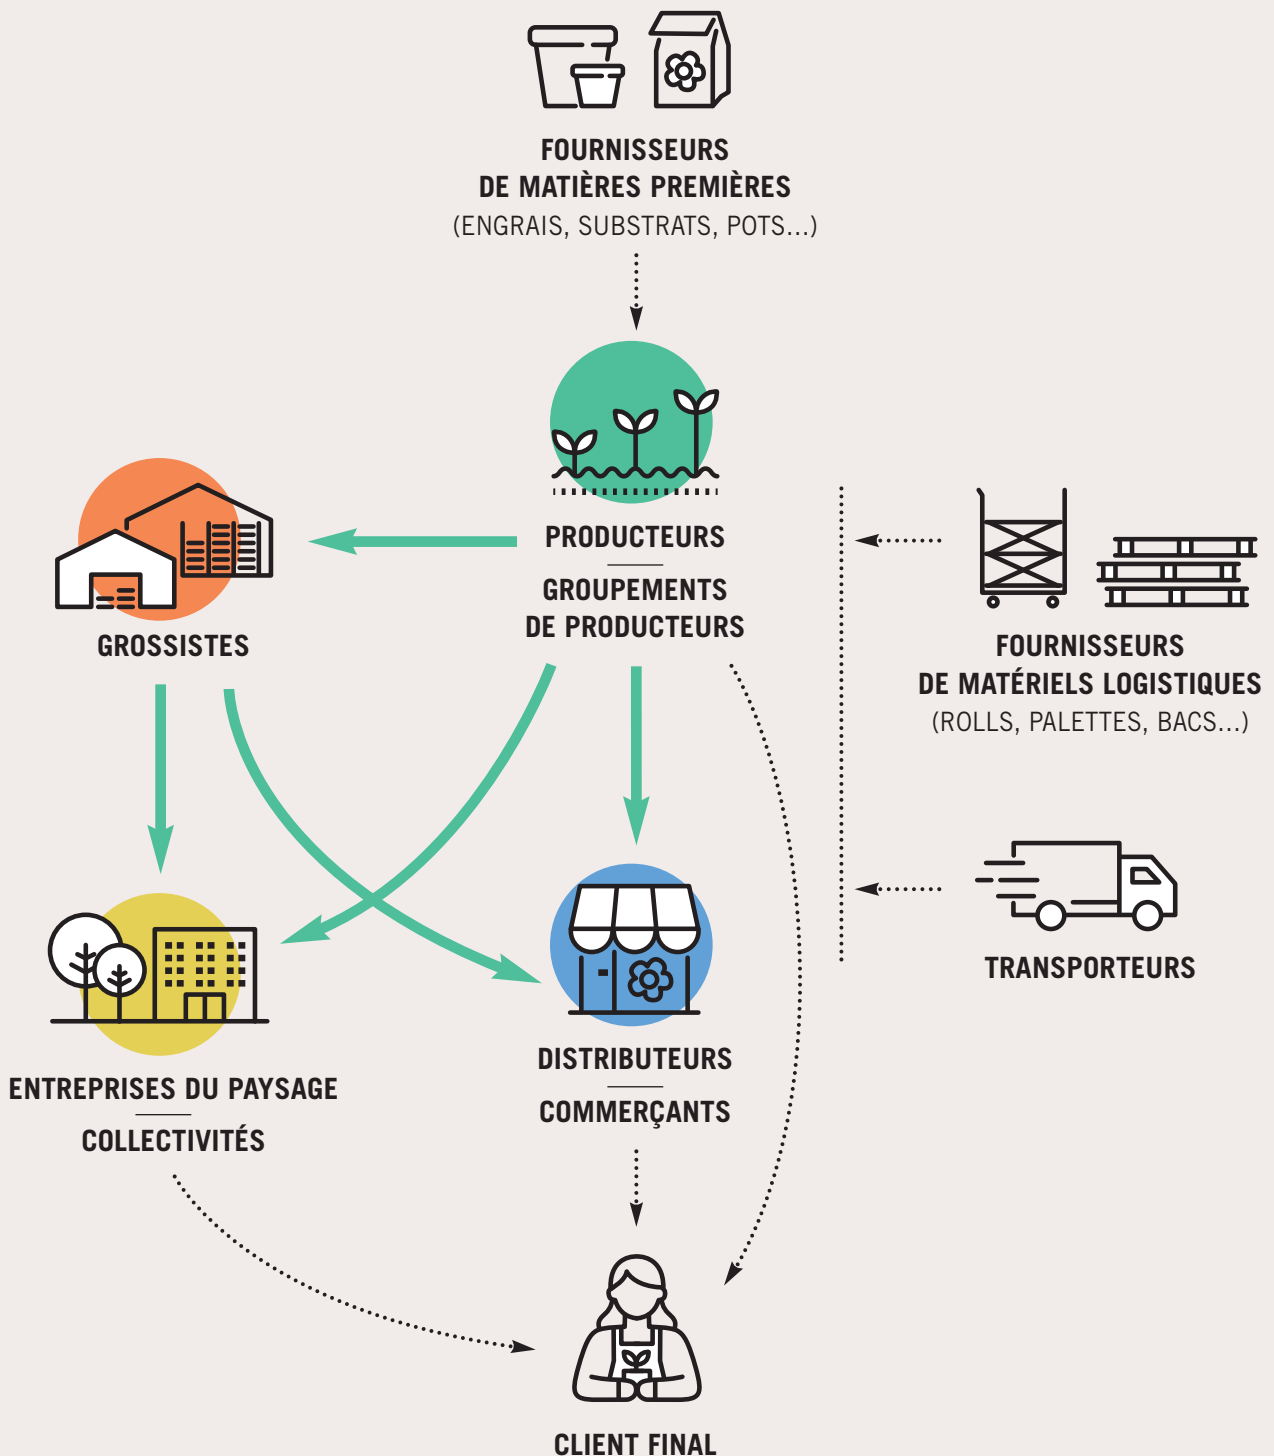 FOURNISSEURS
DE MATIÈRES PREMIÈRES
(ENGRAIS, SUBSTRATS, POTS...)
PRODUCTEURS
GROUPEMENTS
DE PRODUCTEURS
GROSSISTES
FOURNISSEURS
DE MATÉRIELS LOGISTIQUES
(ROLLS, PALETTES, BACS...)
TRANSPORTEURS
ENTREPRISES DU PAYSAGE
COLLECTIVITÉS
DISTRIBUTEURS
COMMERÇANTS
CLIENT FINAL